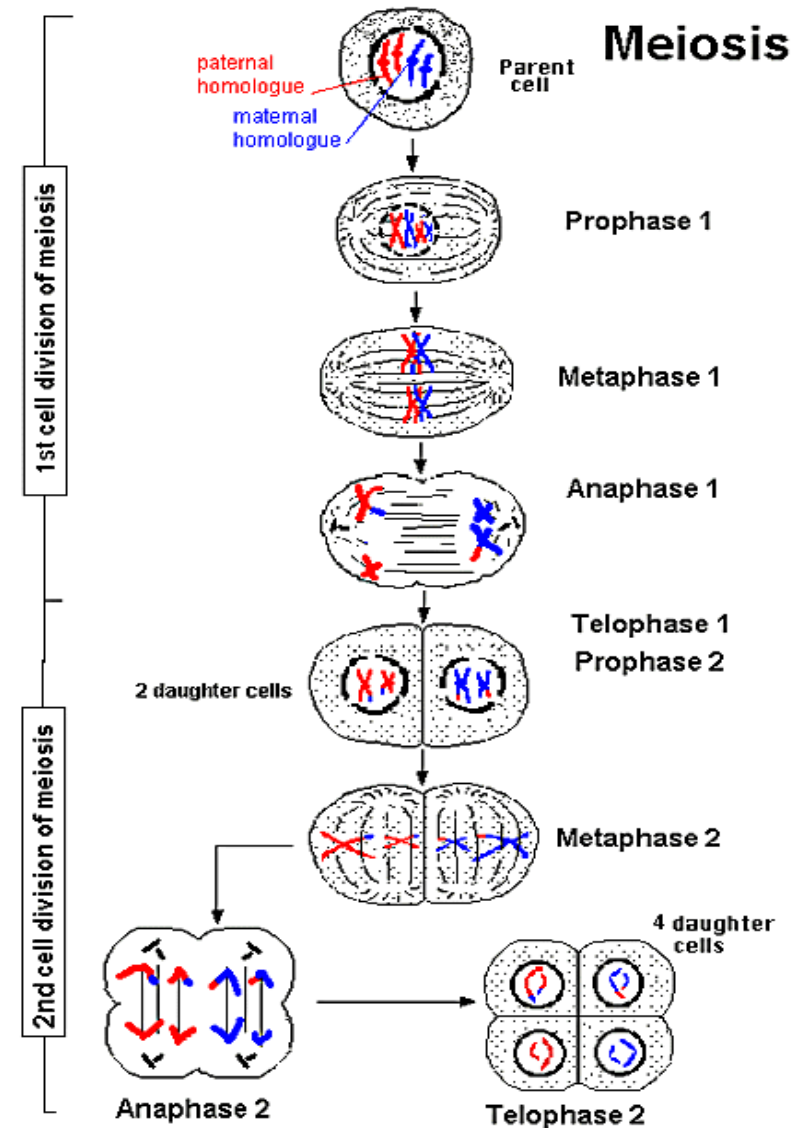 Meiosis
paternal
homologue
maternal
homologue
Parent
cell
1st cell division of meiosis
Prophase 1
Metaphase 1
Anaphase 1
Telophase 1
Prophase 2
2 daughter cells
2nd cell division of meiosis
Metaphase 2
4 daughter
cells
Anaphase 2
Telophase 2